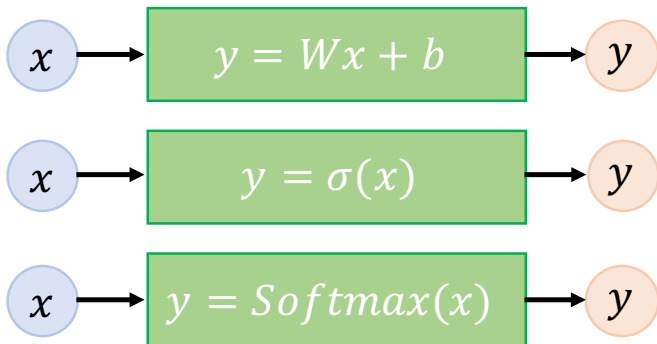 x y = Wx + b y
x y = σ(x) y
x y = Softmax(x) y